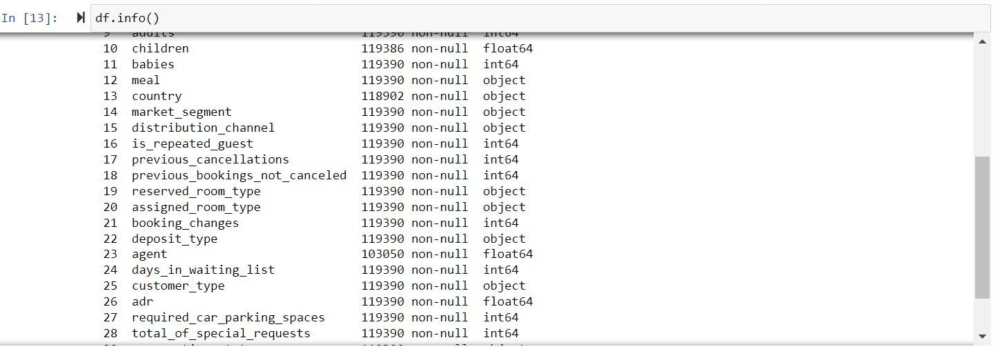 In [13]: df.info()
9 adults 119390 non-null int64
10 children 119386 non-null float64
11 babies 119390 non-null int64
12 meal 119390 non-null object
13 country 118902 non-null object
14 market_segment 119390 non-null object
15 distribution_channel 119390 non-null object
16 is_repeated_guest 119390 non-null int64
17 previous_cancellations 119390 non-null int64
18 previous_bookings_not_canceled 119390 non-null int64
19 reserved_room_type 119390 non-null object
20 assigned_room_type 119390 non-null object
21 booking_changes 119390 non-null int64
22 deposit_type 119390 non-null object
23 agent 103050 non-null float64
24 days_in_waiting_list 119390 non-null int64
25 customer_type 119390 non-null object
26 adr 119390 non-null float64
27 required_car_parking_spaces 119390 non-null int64
28 total_of_special_requests 119390 non-null int64